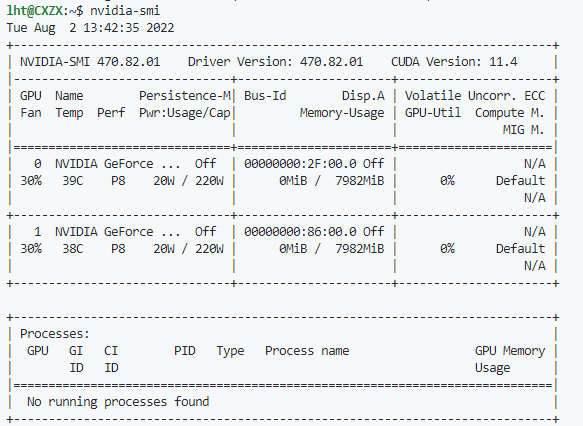 lht@CXZX:~$ nvidia-smi
Tue Aug  2 13:42:35 2022
+-----------------------------------------------------------------------------+
| NVIDIA-SMI 470.82.01    Driver Version: 470.82.01    CUDA Version: 11.4     |
|-------------------------------+----------------------+----------------------+
| GPU  Name        Persistence-M| Bus-Id        Disp.A | Volatile Uncorr. ECC |
| Fan  Temp  Perf  Pwr:Usage/Cap|         Memory-Usage | GPU-Util  Compute M. |
|                               |                      |               MIG M. |
|===============================+======================+======================|
|   0  NVIDIA GeForce ...  Off  | 00000000:2F:00.0 Off |                  N/A |
| 30%   39C    P8    20W / 220W |      0MiB /  7982MiB |      0%      Default |
|                               |                      |                  N/A |
+-------------------------------+----------------------+----------------------+
|   1  NVIDIA GeForce ...  Off  | 00000000:86:00.0 Off |                  N/A |
| 30%   38C    P8    20W / 220W |      0MiB /  7982MiB |      0%      Default |
|                               |                      |                  N/A |
+-------------------------------+----------------------+----------------------+

+-----------------------------------------------------------------------------+
| Processes:                                                                  |
|  GPU   GI   CI        PID   Type   Process name                  GPU Memory |
|        ID   ID                                                   Usage      |
|=============================================================================|
|  No running processes found                                                 |
+-----------------------------------------------------------------------------+